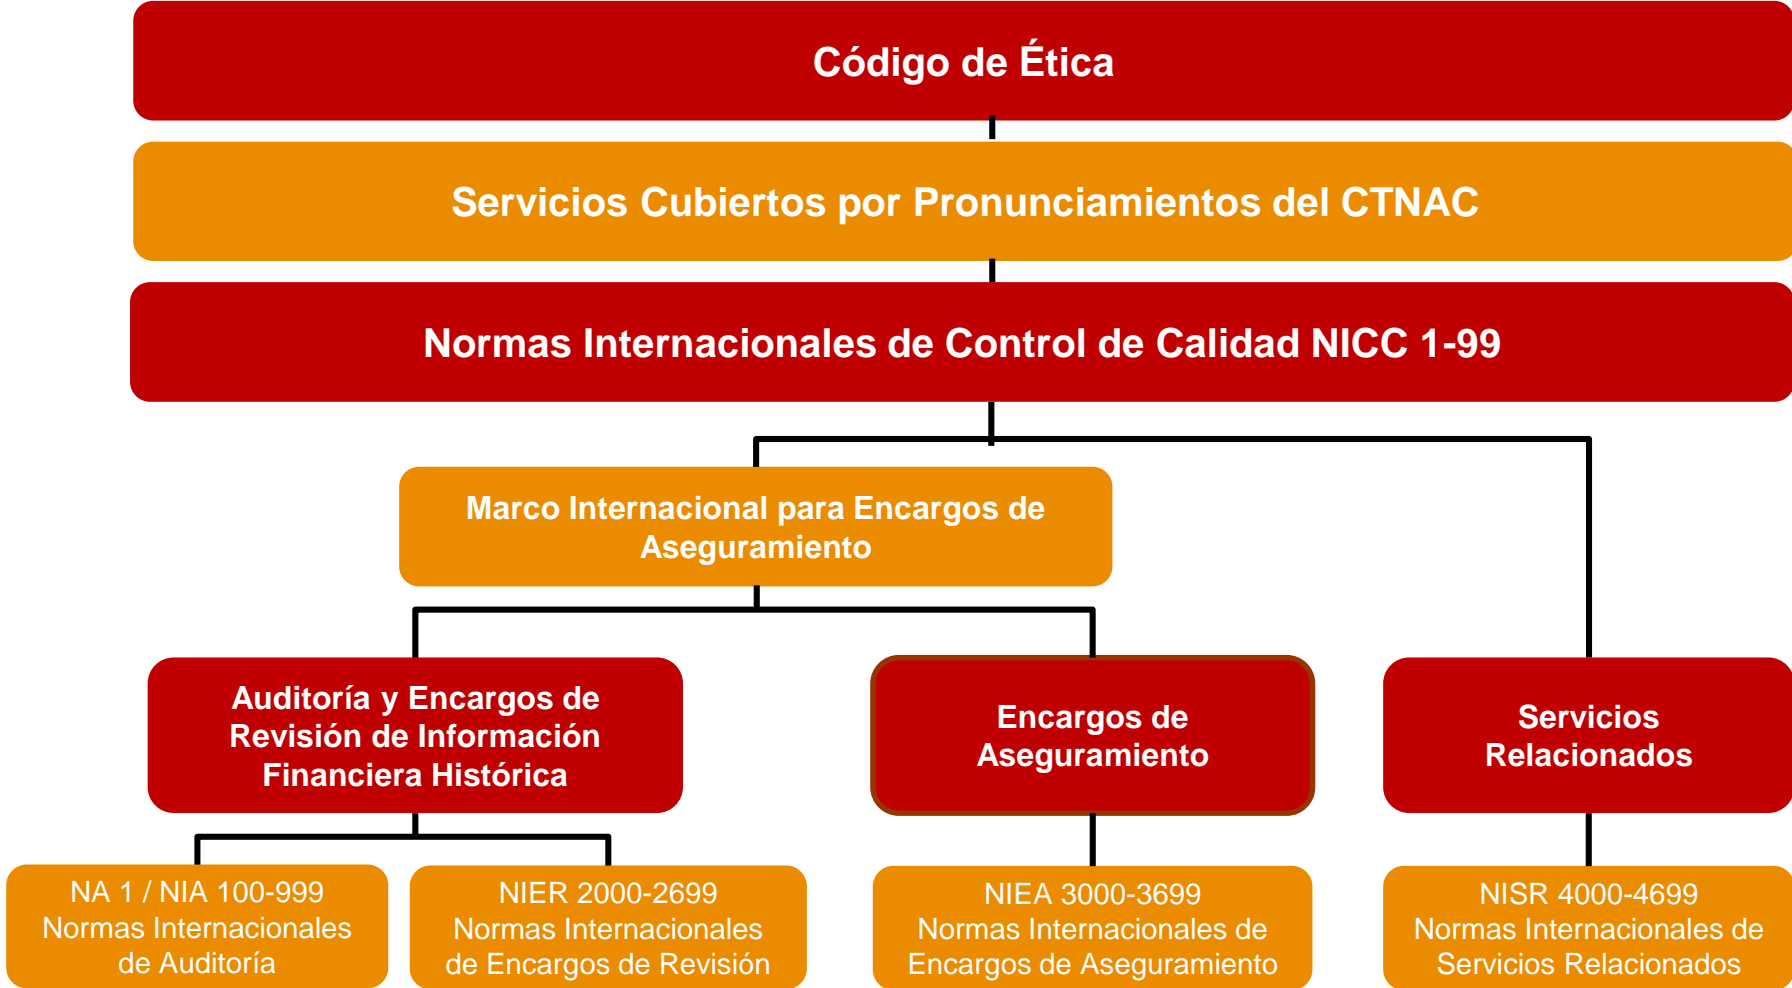 Código de Ética
Servicios Cubiertos por Pronunciamientos del CTNAC
Normas Internacionales de Control de Calidad NICC 1-99
Marco Internacional para Encargos de
Aseguramiento
Auditoría y Encargos de
Revisión de Información
Financiera Histórica
Encargos de
Aseguramiento
Servicios
Relacionados
NA 1 / NIA 100-999
Normas Internacionales
de Auditoría
NIER 2000-2699
Normas Internacionales
de Encargos de Revisión
NIEA 3000-3699
Normas Internacionales de
Encargos de Aseguramiento
NISR 4000-4699
Normas Internacionales de
Servicios Relacionados